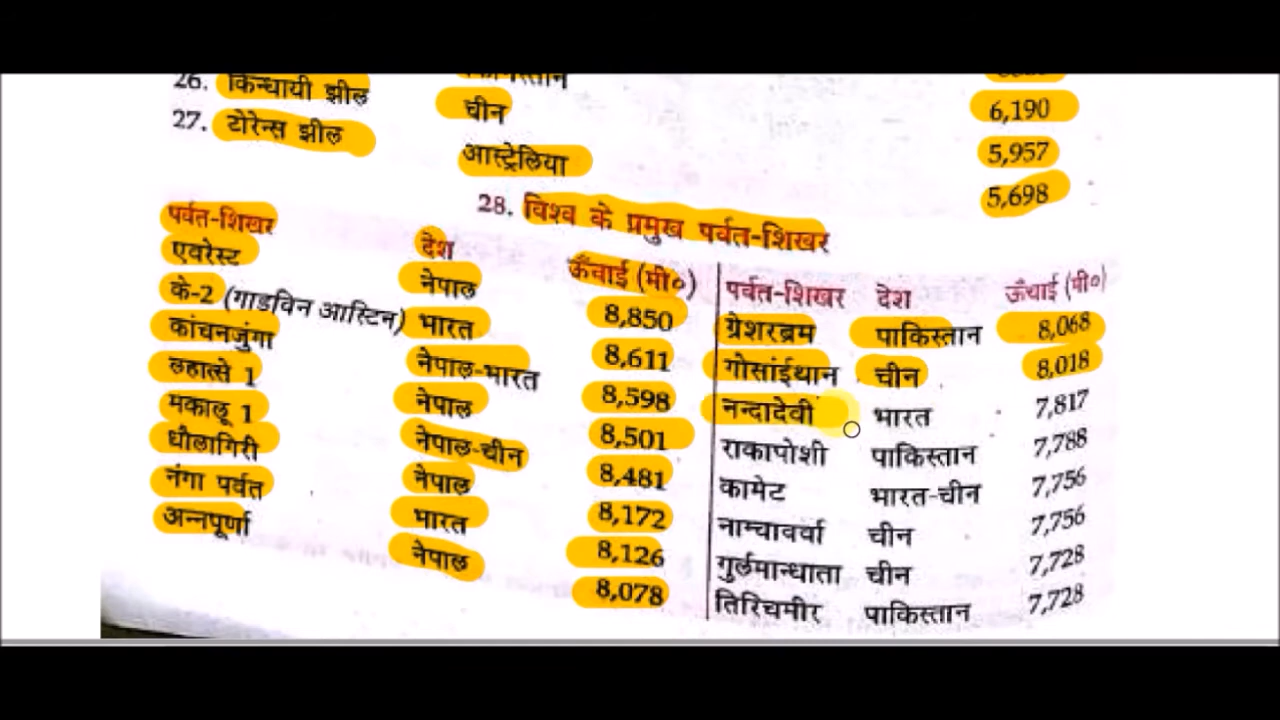 26. किन्धायी झील चीन 6,190
27. टोरेन्स झील आस्ट्रेलिया 5,957
5,698
28. विश्व के प्रमुख पर्वत-शिखर
पर्वत-शिखर देश ऊँचाई (मी०)
एवरेस्ट नेपाल 8,850
के-2 (गाडविन आस्टिन) भारत 8,611
कांचनजुंगा नेपाल-भारत 8,598
ल्हात्से 1 नेपाल 8,501
मकालू 1 नेपाल-चीन 8,481
धौलागिरी नेपाल 8,172
नंगा पर्वत भारत 8,126
अन्नपूर्णा नेपाल 8,078
पर्वत-शिखर देश ऊँचाई (मी०)
ग्रेशरब्रम पाकिस्तान 8,068
गोसांईथान चीन 8,018
नन्दादेवी भारत 7,817
राकापोशी पाकिस्तान 7,788
कामेट भारत-चीन 7,756
नाम्चावर्वा चीन 7,756
गुर्लमान्धाता चीन 7,728
तिरिचमीर पाकिस्तान 7,728